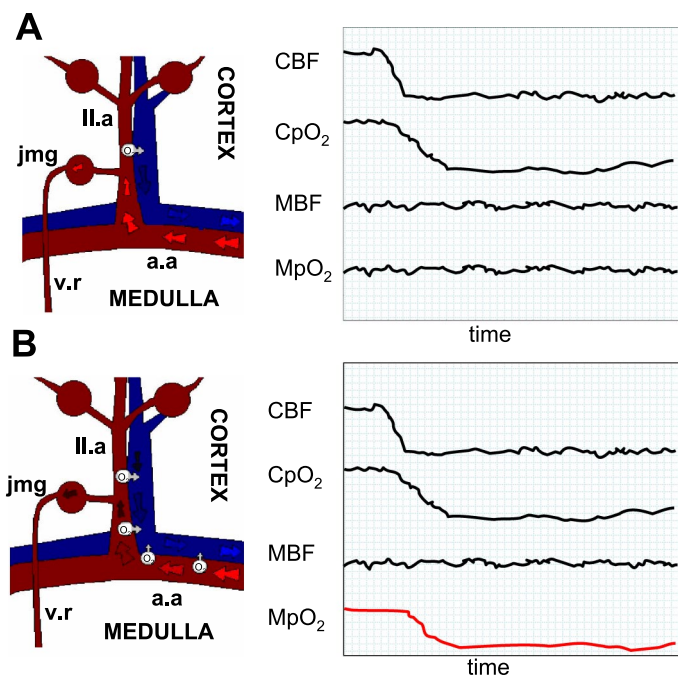 A
CORTEX
II.a
jmg
v.r
a.a
MEDULLA
O
CBF
CpO₂
MBF
MpO₂
time
B
CORTEX
II.a
jmg
v.r
a.a
MEDULLA
O
O
O
O
CBF
CpO₂
MBF
MpO₂
time